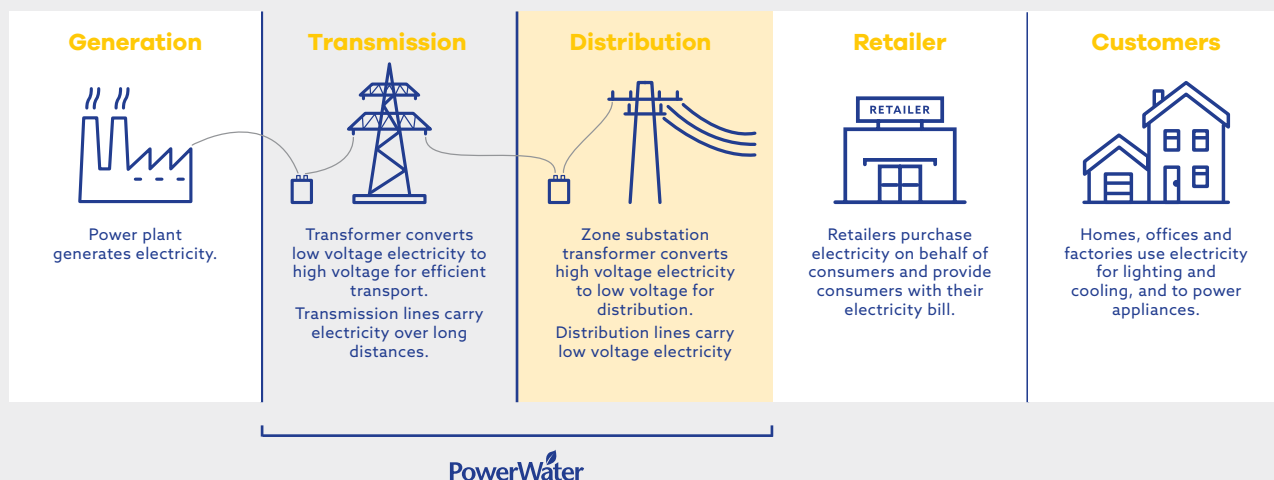 Generation
Power plant
generates electricity.
Transmission
Transformer converts
low voltage electricity to
high voltage for efficient
transport.
Transmission lines carry
electricity over long
distances.
Distribution
Zone substation
transformer converts
high voltage electricity
to low voltage for
distribution.
Distribution lines carry
low voltage electricity
Retailer
RETAILER
Retailers purchase
electricity on behalf of
consumers and provide
consumers with their
electricity bill.
Customers
Homes, offices and
factories use electricity
for lighting and
cooling, and to power
appliances.
PowerWater